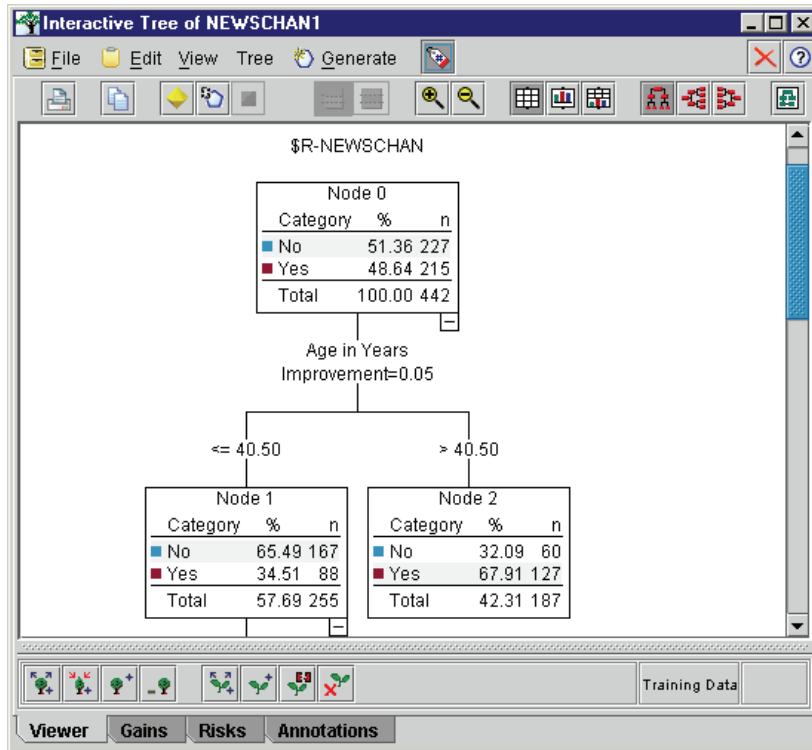 Interactive Tree of NEWSCHAN1
File Edit View Tree Generate
$R-NEWSCHAN
Node 0
Category % n
No 51.36 227
Yes 48.64 215
Total 100.00 442
Age in Years
Improvement=0.05
<= 40.50 > 40.50
Node 1
Category % n
No 65.49 167
Yes 34.51 88
Total 57.69 255
Node 2
Category % n
No 32.09 60
Yes 67.91 127
Total 42.31 187
Training Data
Viewer Gains Risks Annotations